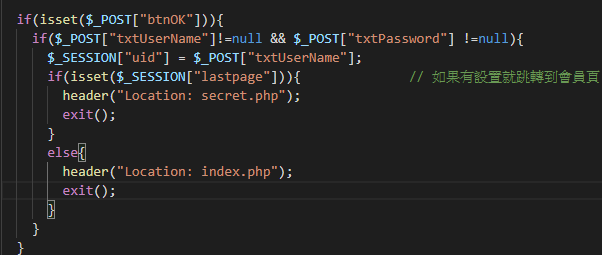 if(isset($_POST["btnOK"])){
if($_POST["txtUserName"]!=null && $_POST["txtPassword"] !=null){
$_SESSION["uid"] = $_POST["txtUserName"];
if(isset($_SESSION["lastpage"])){ // 如果有設置就跳轉到會員頁
header("Location: secret.php");
exit();
}
else{
header("Location: index.php");
exit();
}
}
}